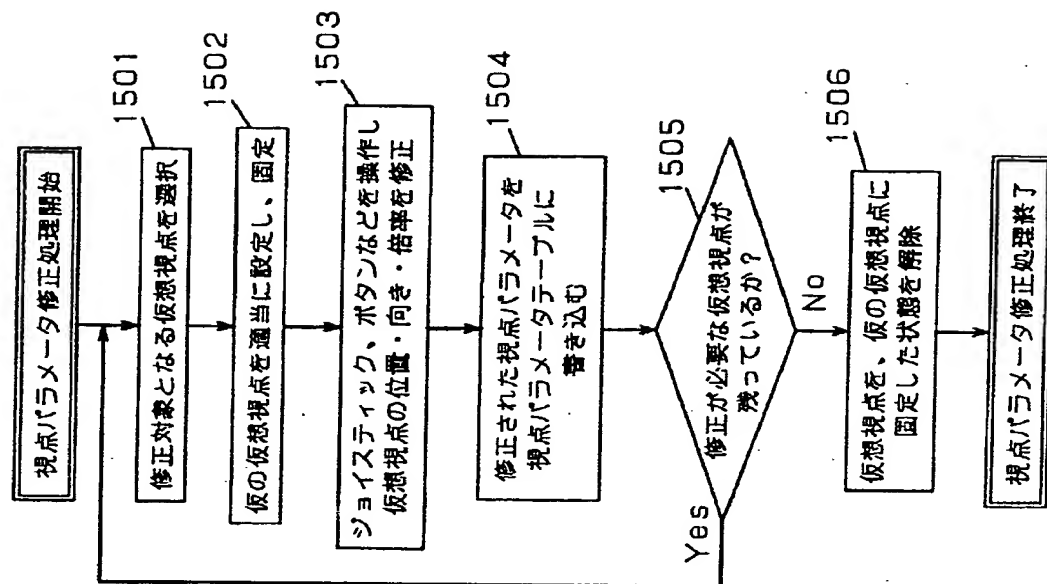 視点パラメータ修正処理開始
1501
修正対象となる仮想視点を選択
1502
仮の仮想視点を適当に設定し、固定
1503
ジョイスティック、ボタンなどを操作し
仮想視点の位置・向き・倍率を修正
1504
修正された視点パラメータを
視点パラメータテーブルに
書き込む
1505
修正が必要な仮想視点が
残っているか?
Yes
No
1506
仮想視点を、仮の仮想視点に
固定した状態を解除
視点パラメータ修正処理終了